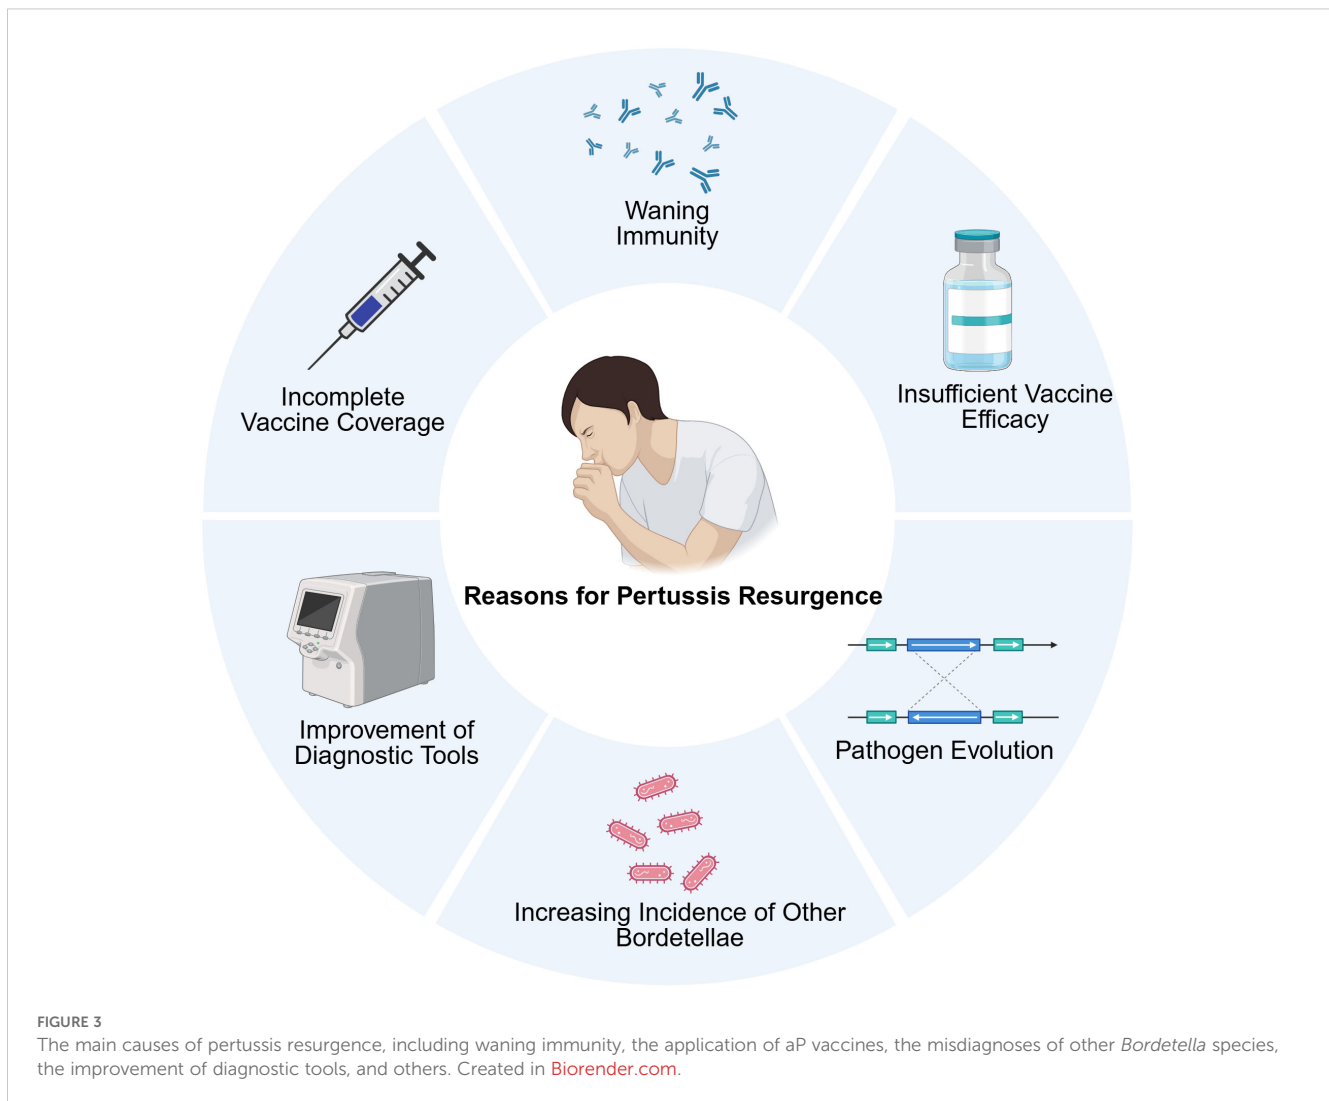 Waning
Immunity
Insufficient Vaccine
Efficacy
Incomplete
Vaccine Coverage
Reasons for Pertussis Resurgence
Improvement of
Diagnostic Tools
Pathogen Evolution
Increasing Incidence of Other
Bordetellae
FIGURE 3
The main causes of pertussis resurgence, including waning immunity, the application of aP vaccines, the misdiagnoses of other Bordetella species,
the improvement of diagnostic tools, and others. Created in Biorender.com.